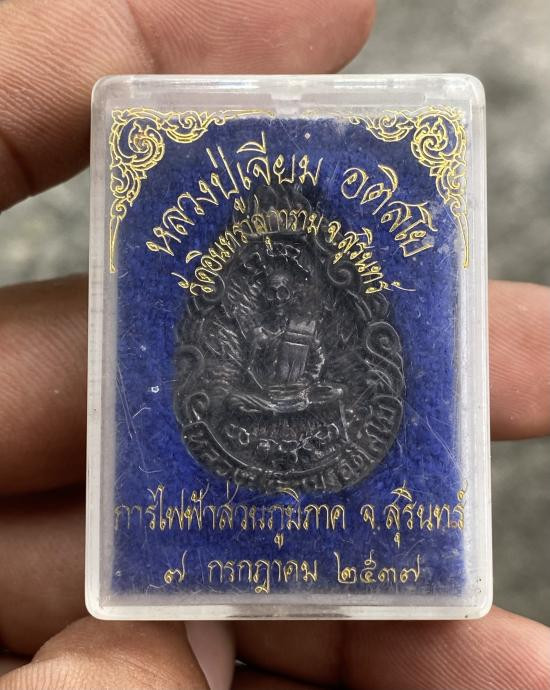 หลวงปู่เจียม อติสโย
วัดอินทราสุการาม จ.สุรินทร์
การไฟฟ้าส่วนภูมิภาค จ.สุรินทร์
๗ กรกฎาคม ๒๕๓๗